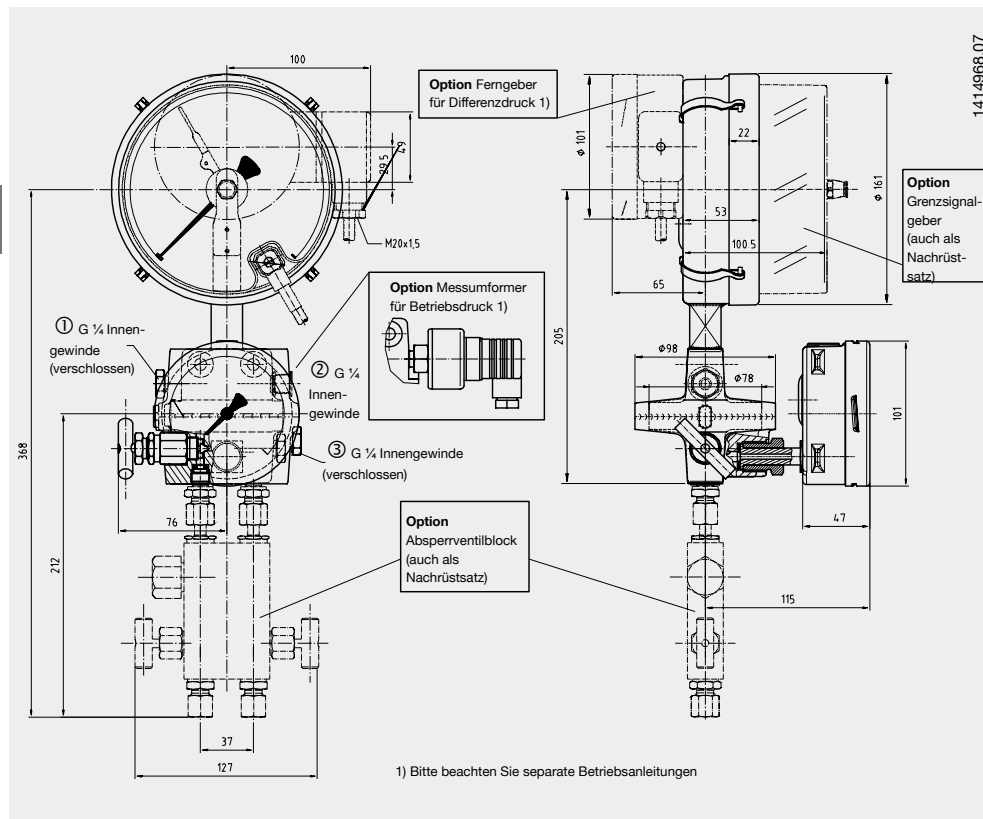 1414968.07
100
Option Ferngeber
für Differenzdruck 1)
29.5
49
M20x1,5
Option Messumformer
für Betriebsdruck 1)
① G ¼ Innen-
gewinde
(verschlossen)
② G ¼
Innen-
gewinde
③ G ¼ Innengewinde
(verschlossen)
368
212
76
37
127
Option
Absperrventilblock
(auch als
Nachrüstsatz)
ø 101
22
53
100.5
65
ø 161
Option
Grenzsignal-
geber
(auch als
Nachrüst-
satz)
205
ø98
ø78
101
47
115
1) Bitte beachten Sie separate Betriebsanleitungen